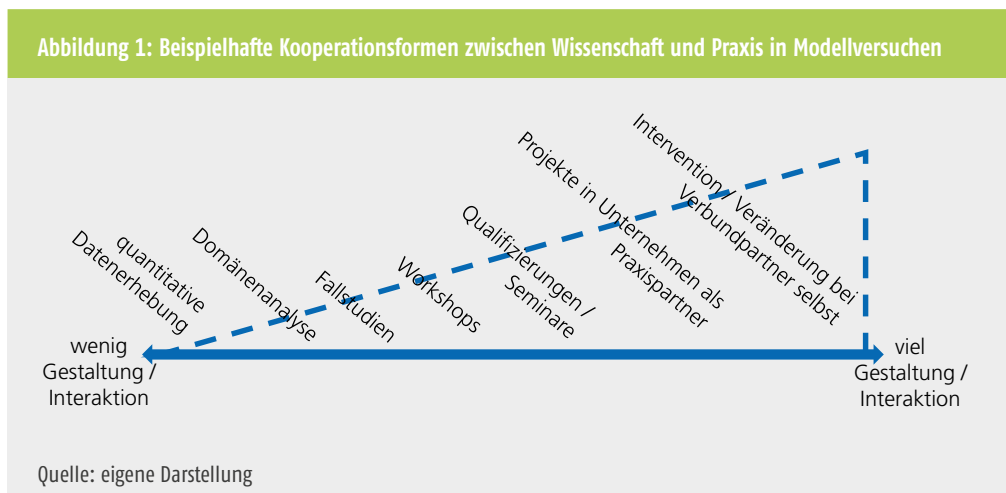 Abbildung 1: Beispielhafte Kooperationsformen zwischen Wissenschaft und Praxis in Modellversuchen
quantitative
Datenerhebung
Domänenanalyse
Fallstudien
Workshops
Qualifizierungen /
Seminare
Projekte in Unternehmen als
Praxispartner
Intervention / Veränderung bei
Verbundpartner selbst
wenig
Gestaltung /
Interaktion
viel
Gestaltung /
Interaktion
Quelle: eigene Darstellung